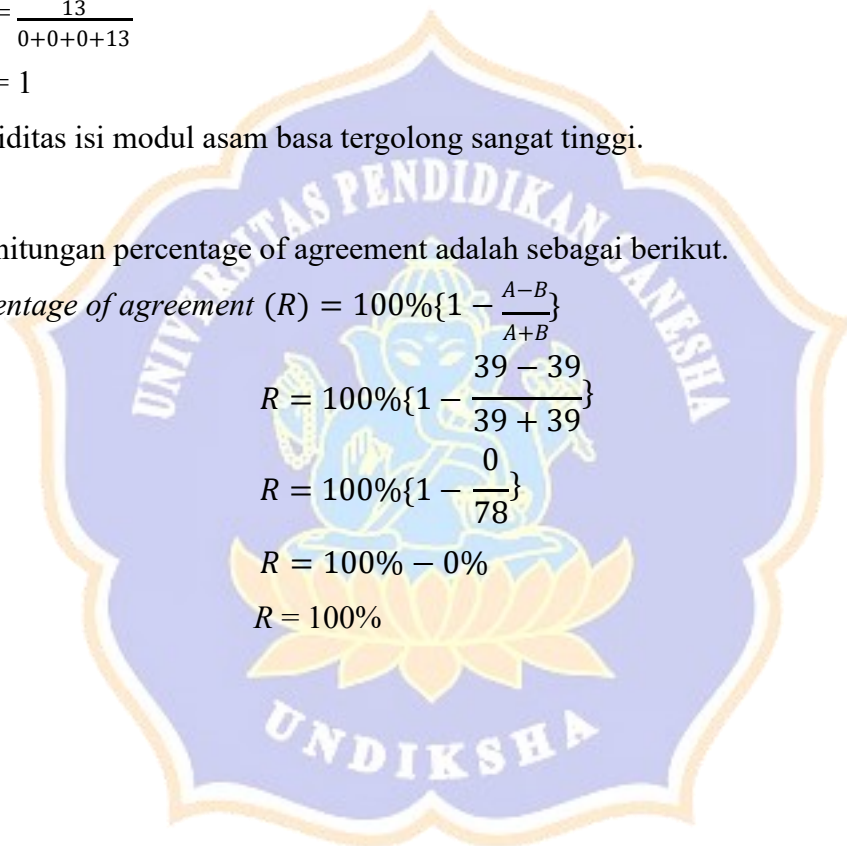 = 13/(0+0+0+13)
= 1
iditas isi modul asam basa tergolong sangat tinggi.
UNIVERSITAS PENDIDIKAN GANESHA
hitungan percentage of agreement adalah sebagai berikut.
entage of agreement (R) = 100%{1 − (A−B)/(A+B)}
R = 100%{1 − (39 − 39)/(39 + 39)}
R = 100%{1 − 0/78}
R = 100% − 0%
R = 100%
UNDIKSHA